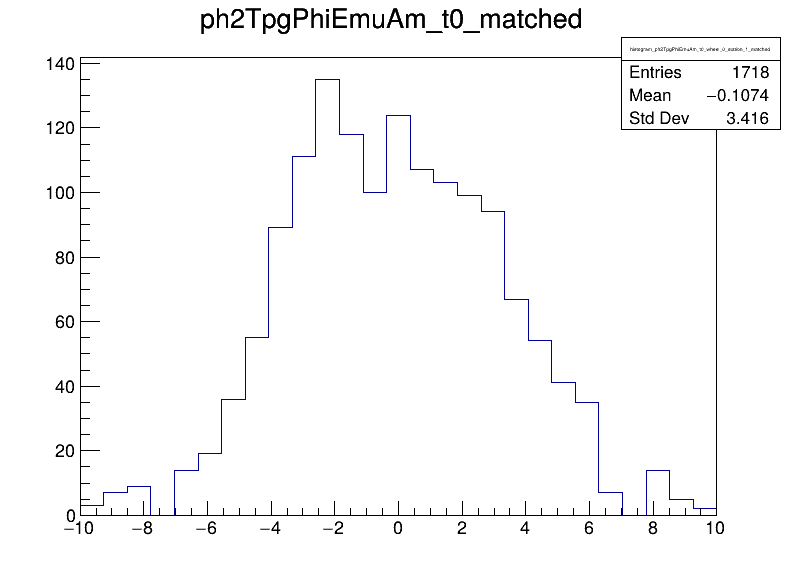 ph2TpgPhiEmuAm_t0_matched
histogram_ph2TpgPhiEmuAm_t0_wheel_0_station_1_matched
Entries 1718
Mean −0.1074
Std Dev 3.416
140
120
100
80
60
40
20
0
−10 −8 −6 −4 −2 0 2 4 6 8 10